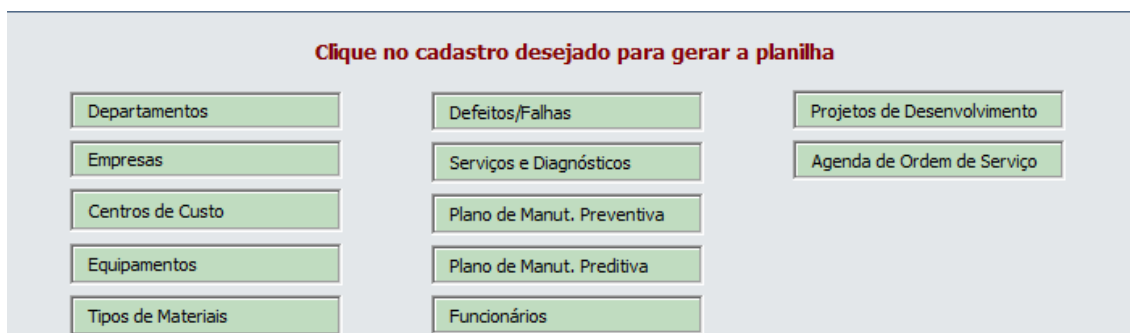 Clique no cadastro desejado para gerar a planilha
Departamentos
Empresas
Centros de Custo
Equipamentos
Tipos de Materiais
Defeitos/Falhas
Serviços e Diagnósticos
Plano de Manut. Preventiva
Plano de Manut. Preditiva
Funcionários
Projetos de Desenvolvimento
Agenda de Ordem de Serviço